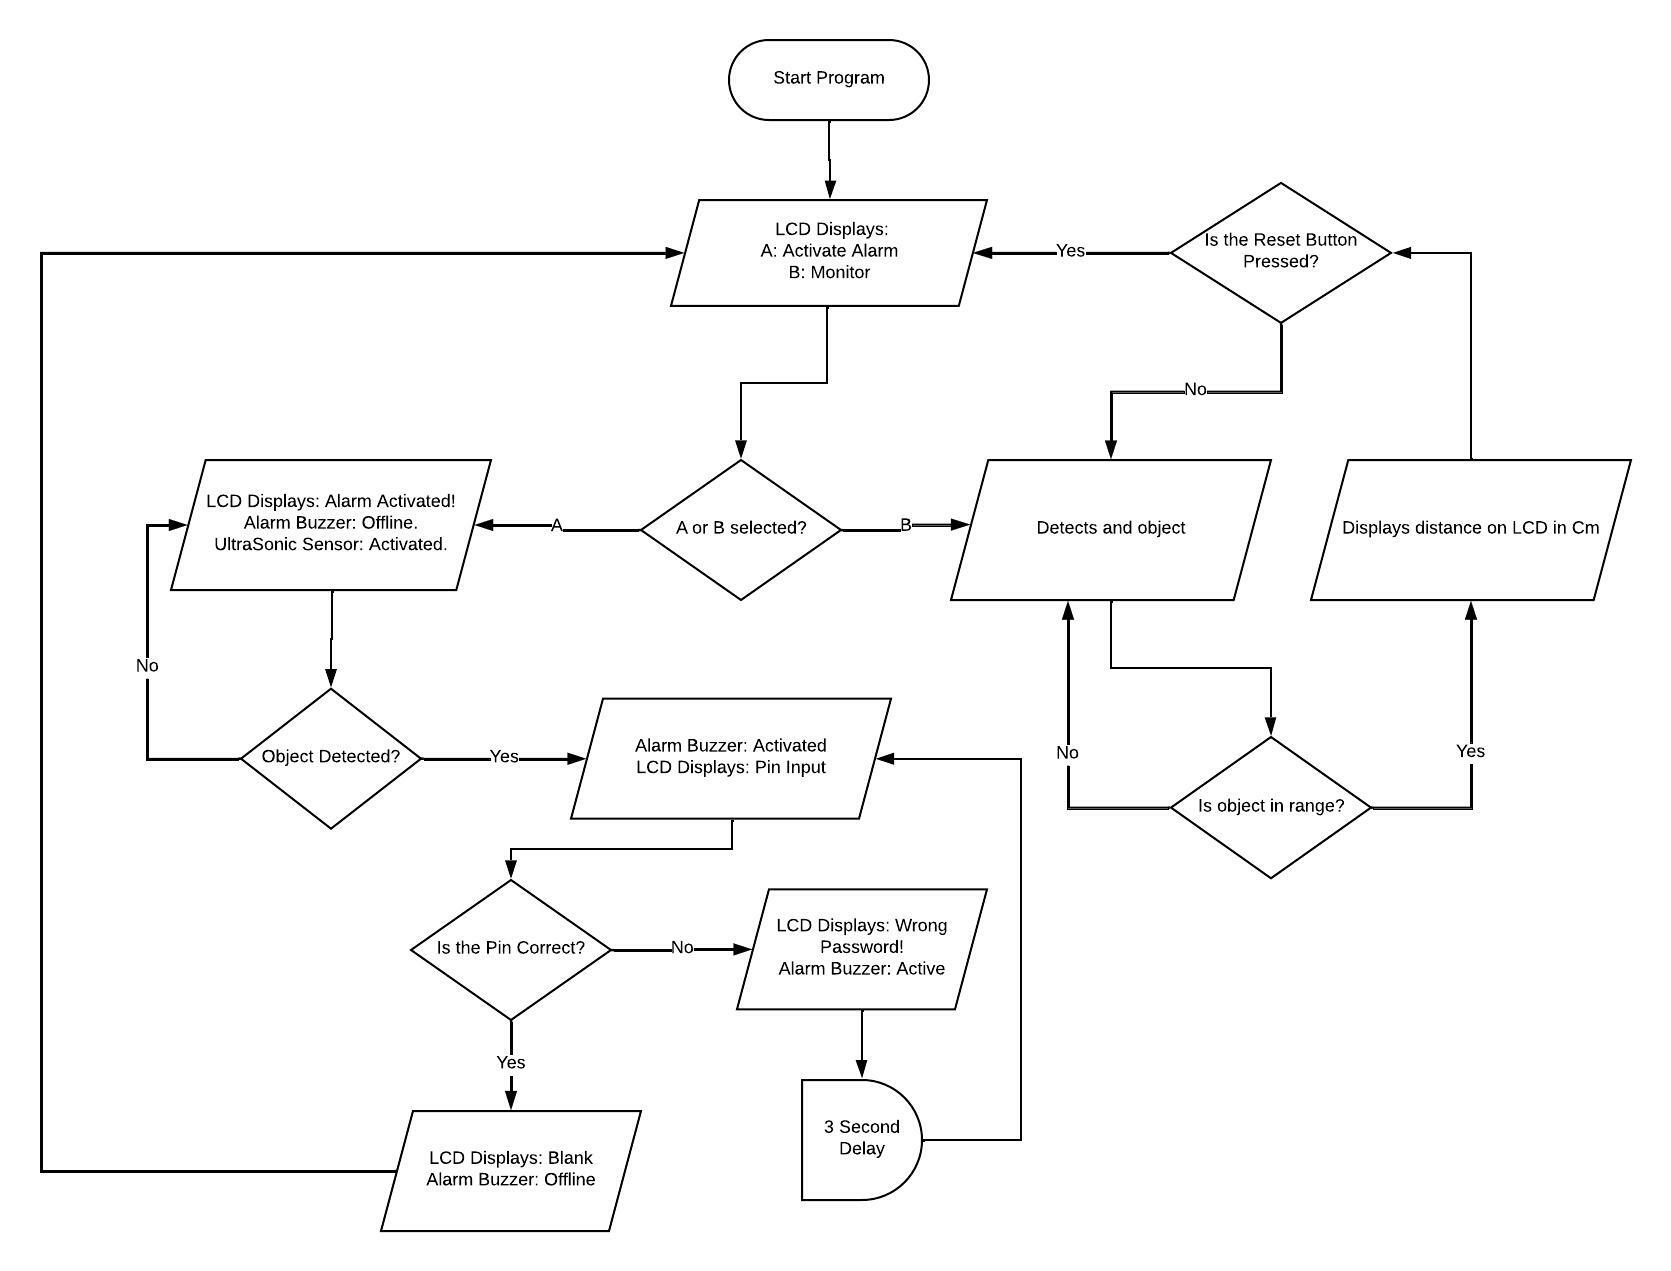 Start Program
LCD Displays:
A: Activate Alarm
B: Monitor
Yes
Is the Reset Button
Pressed?
No
LCD Displays: Alarm Activated!
Alarm Buzzer: Offline.
UltraSonic Sensor: Activated.
A
A or B selected?
B
Detects and object
Displays distance on LCD in Cm
No
Object Detected?
Yes
Alarm Buzzer: Activated
LCD Displays: Pin Input
No
Is object in range?
Yes
Is the Pin Correct?
No
LCD Displays: Wrong
Password!
Alarm Buzzer: Active
Yes
3 Second
Delay
LCD Displays: Blank
Alarm Buzzer: Offline